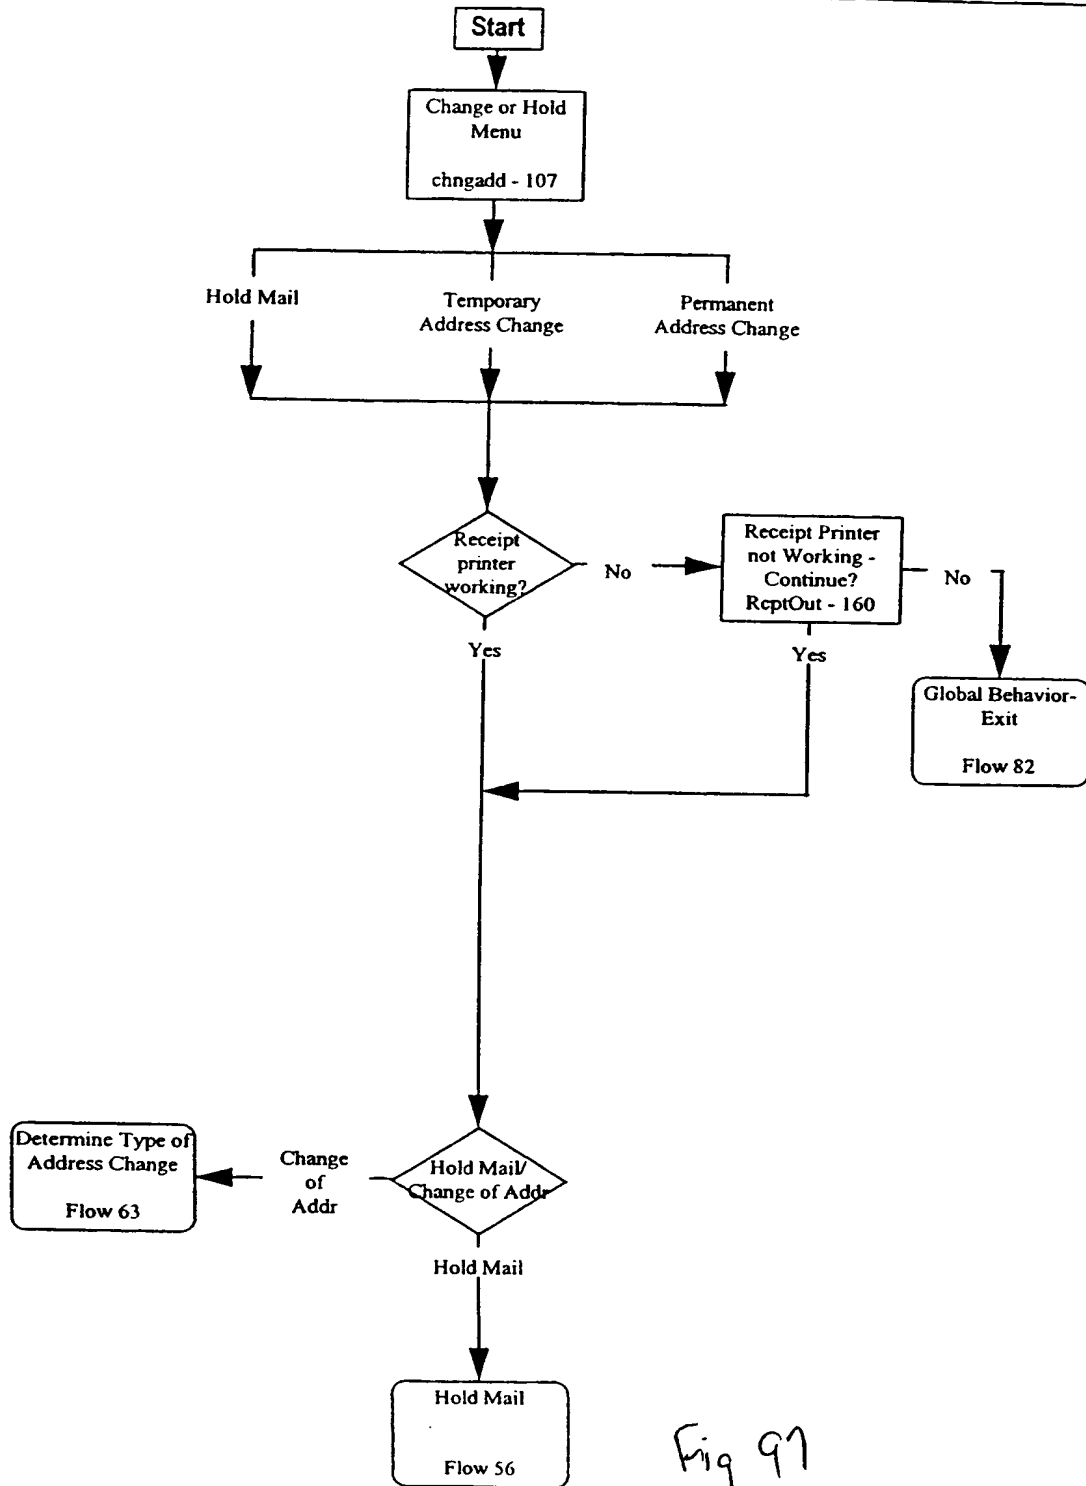 Start
Change or Hold
Menu
chngadd - 107
Hold Mail
Temporary
Address Change
Permanent
Address Change
Receipt
printer
working?
No
Receipt Printer
not Working -
Continue?
RcptOut - 160
No
Yes
Yes
Global Behavior-
Exit
Flow 82
Determine Type of
Address Change
Flow 63
Change
of
Addr
Hold Mail/
Change of Addr
Hold Mail
Hold Mail
Flow 56
Fig 97